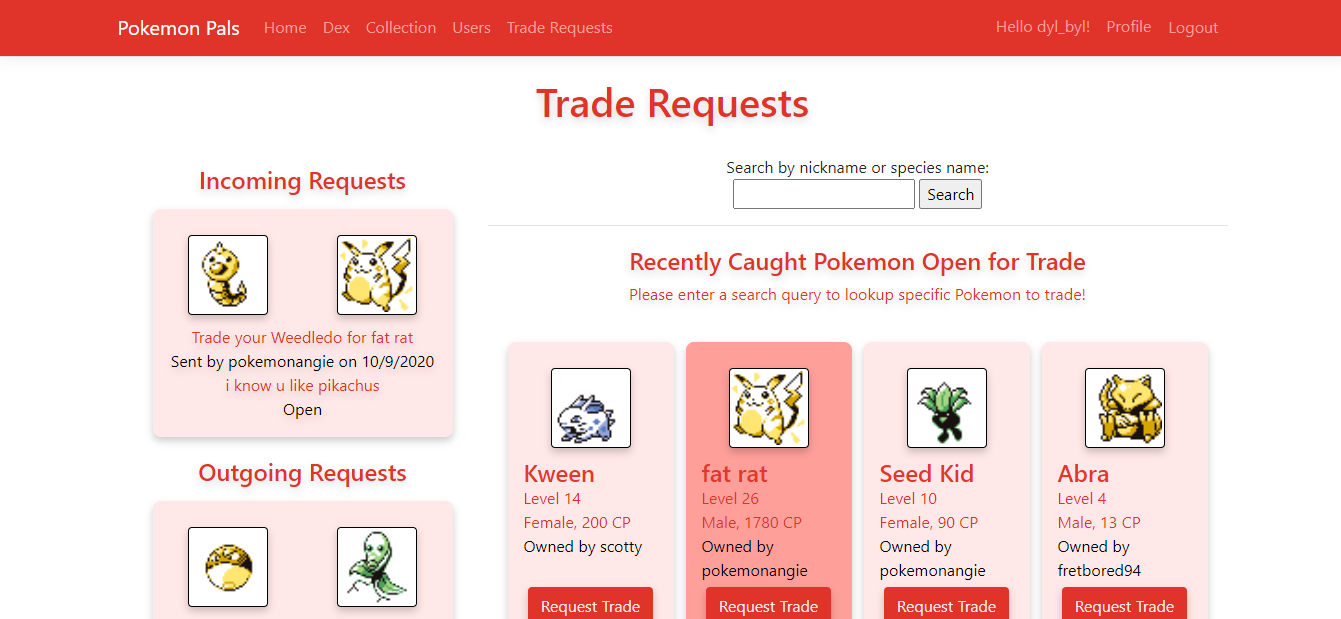 Pokemon Pals Home Dex Collection Users Trade Requests Hello dyl_byl! Profile Logout
Trade Requests
Incoming Requests
Trade your Weedledo for fat rat
Sent by pokemonangie on 10/9/2020
i know u like pikachus
Open
Outgoing Requests
Search by nickname or species name:
Search
Recently Caught Pokemon Open for Trade
Please enter a search query to lookup specific Pokemon to trade!
Kween
Level 14
Female, 200 CP
Owned by scotty
Request Trade
fat rat
Level 26
Male, 1780 CP
Owned by
pokemonangie
Request Trade
Seed Kid
Level 10
Female, 90 CP
Owned by
pokemonangie
Request Trade
Abra
Level 4
Male, 13 CP
Owned by
fretbored94
Request Trade